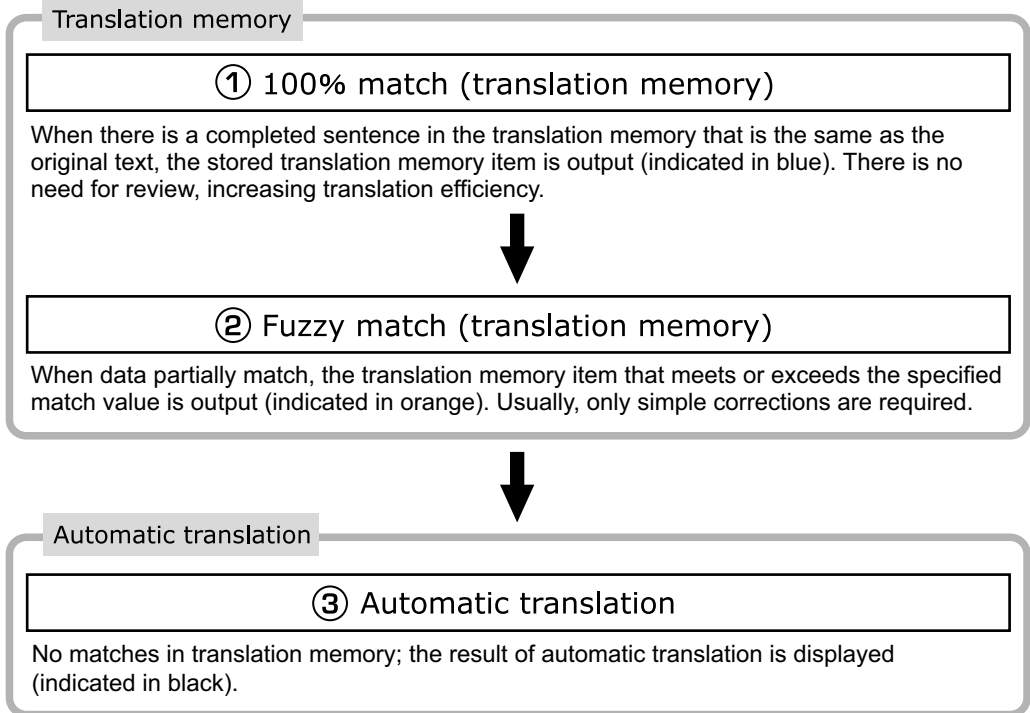 Translation memory
① 100% match (translation memory)
When there is a completed sentence in the translation memory that is the same as the
original text, the stored translation memory item is output (indicated in blue). There is no
need for review, increasing translation efficiency.
② Fuzzy match (translation memory)
When data partially match, the translation memory item that meets or exceeds the specified
match value is output (indicated in orange). Usually, only simple corrections are required.
Automatic translation
③ Automatic translation
No matches in translation memory; the result of automatic translation is displayed
(indicated in black).